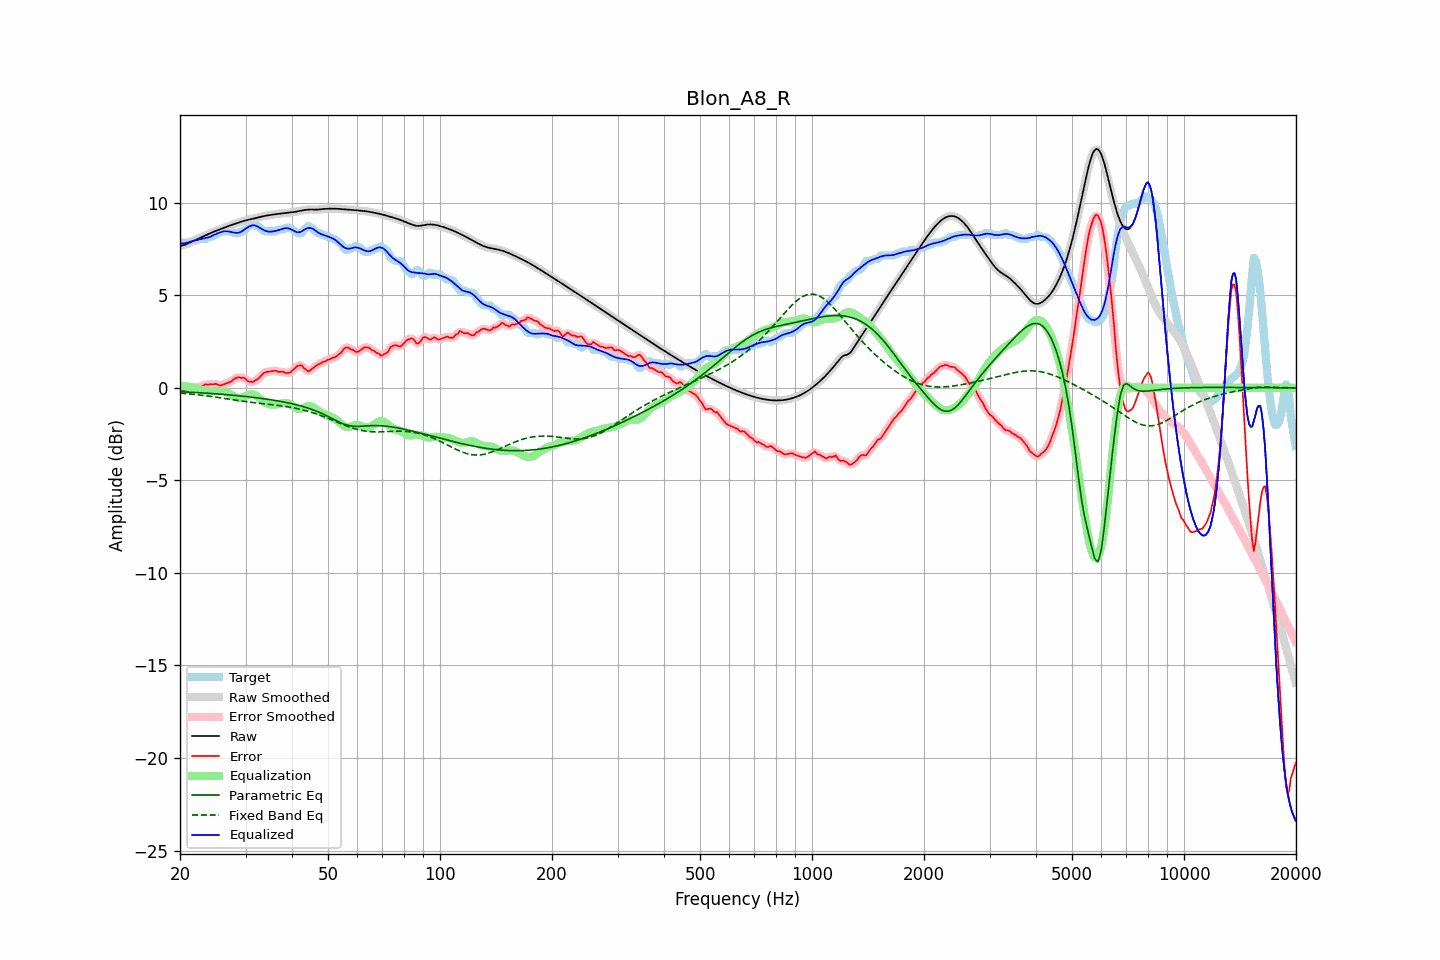 Blon_A8_R
10
5
0
−5
−10
−15
−20
−25
Amplitude (dBr)
Target
Raw Smoothed
Error Smoothed
Raw
Error
Equalization
Parametric Eq
Fixed Band Eq
Equalized
20 50 100 200 500 1000 2000 5000 10000 20000
Frequency (Hz)